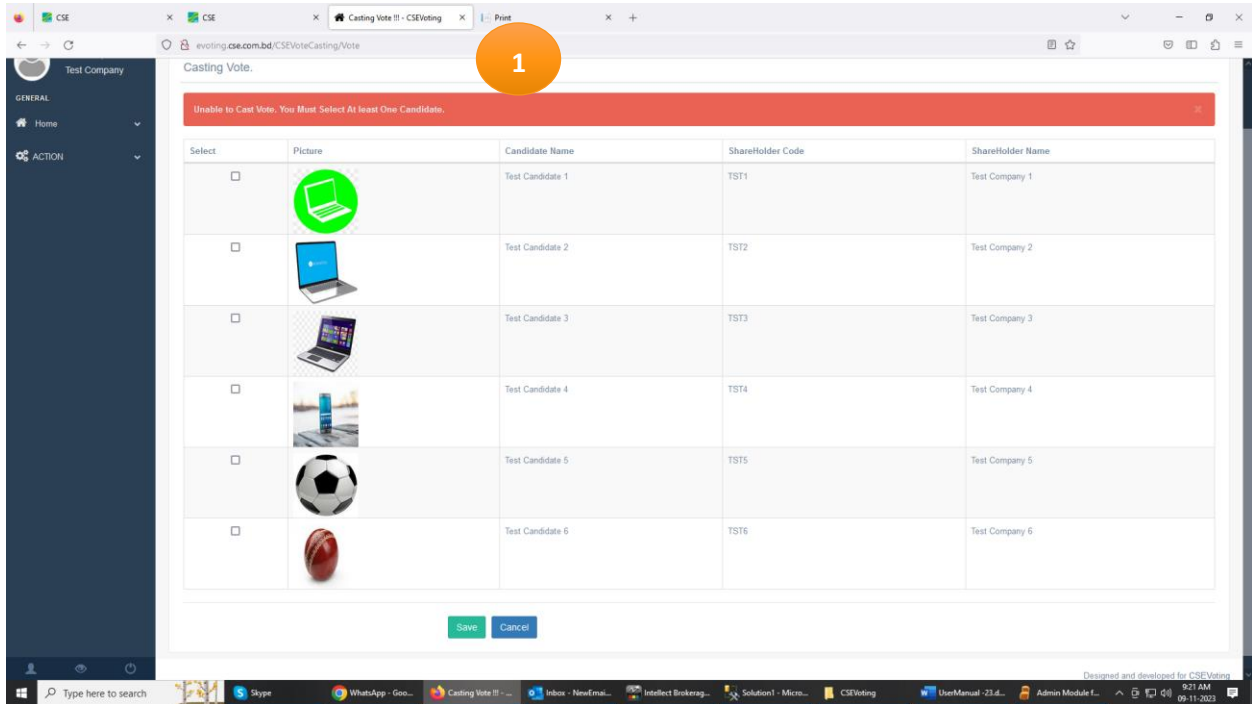 CSE
CSE
Casting Vote !!! - CSEVoting
Print
evoting.cse.com.bd/CSEVoteCasting/Vote
1
Test Company
Casting Vote.
GENERAL
Home
ACTION
Unable to Cast Vote. You Must Select At least One Candidate.
Select Picture Candidate Name ShareHolder Code ShareHolder Name
Test Candidate 1 TST1 Test Company 1
Test Candidate 2 TST2 Test Company 2
Test Candidate 3 TST3 Test Company 3
Test Candidate 4 TST4 Test Company 4
Test Candidate 5 TST5 Test Company 5
Test Candidate 6 TST6 Test Company 6
Save Cancel
Designed and developed for CSEVoting
Type here to search
Skype
WhatsApp - Goo...
Casting Vote !!! - ...
Inbox - NewEmai...
Intellect Brokerag...
Solution1 - Micro...
CSEVoting
UserManual -23.d...
Admin Module f...
9:21 AM
09-11-2023